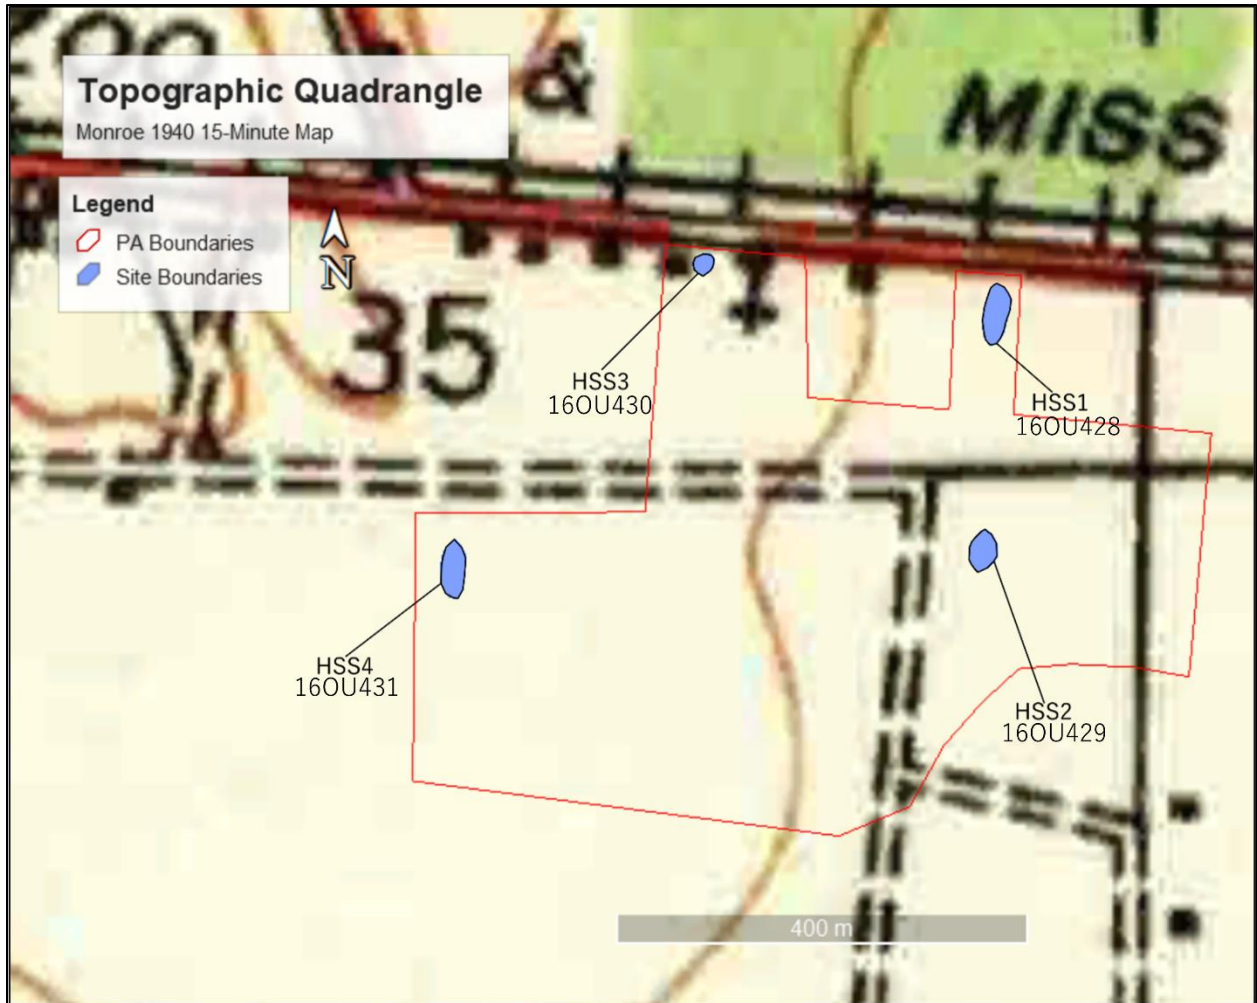 &
Topographic Quadrangle
Monroe 1940 15-Minute Map
MISS
Legend
PA Boundaries
Site Boundaries
N
35
HSS3
16OU430
HSS1
16OU428
HSS4
16OU431
HSS2
16OU429
400 m